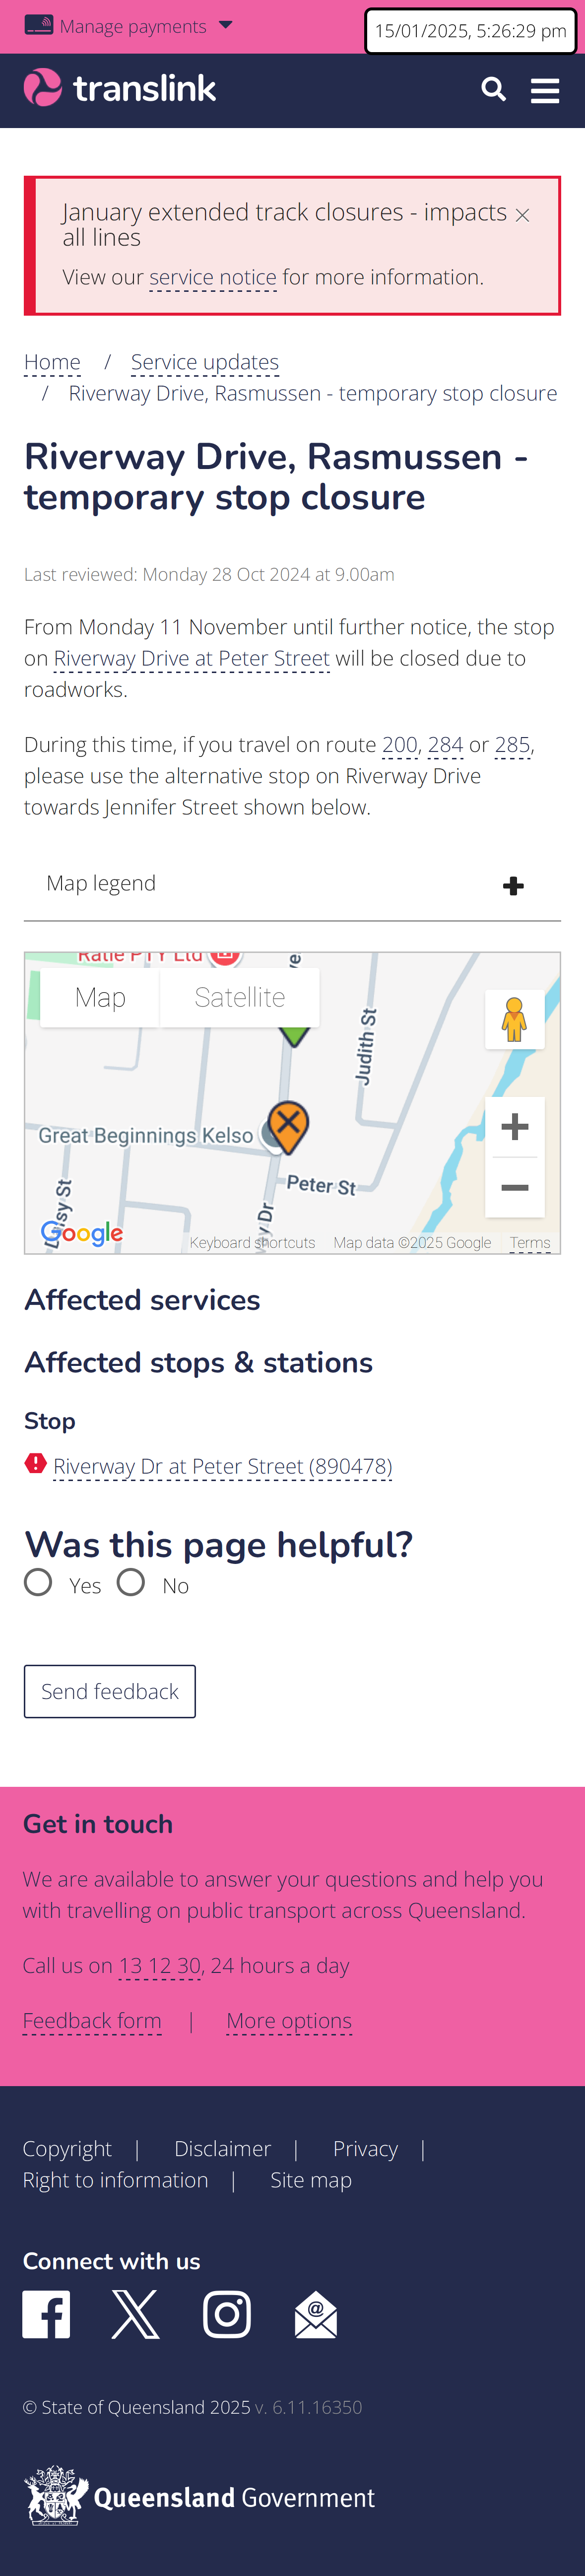 Manage payments
15/01/2025, 5:26:29 pm
translink
January extended track closures - impacts
all lines
View our service notice for more information.
Home / Service updates
/ Riverway Drive, Rasmussen - temporary stop closure
Riverway Drive, Rasmussen -
temporary stop closure
Last reviewed: Monday 28 Oct 2024 at 9.00am
From Monday 11 November until further notice, the stop
on Riverway Drive at Peter Street will be closed due to
roadworks.
During this time, if you travel on route 200, 284 or 285,
please use the alternative stop on Riverway Drive
towards Jennifer Street shown below.
Map legend
PTY Ltd
Map Satellite
Judith St
Great Beginnings Kelso
Peter St
St
Dr
Google
Keyboard shortcuts Map data ©2025 Google Terms
Affected services
Affected stops & stations
Stop
Riverway Dr at Peter Street (890478)
Was this page helpful?
Yes No
Send feedback
Get in touch
We are available to answer your questions and help you
with travelling on public transport across Queensland.
Call us on 13 12 30, 24 hours a day
Feedback form | More options
Copyright | Disclaimer | Privacy |
Right to information | Site map
Connect with us
© State of Queensland 2025 v. 6.11.16350
Queensland Government